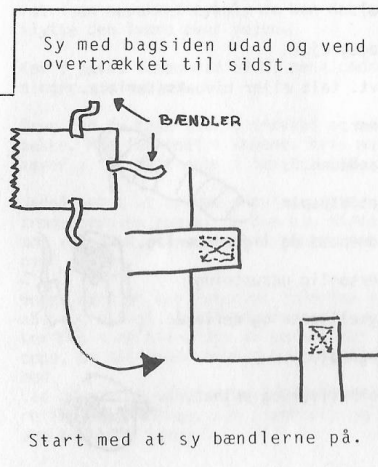 Sy med bagsiden udad og vend
overtrækket til sidst.
BÆNDLER
Start med at sy bændlerne på.